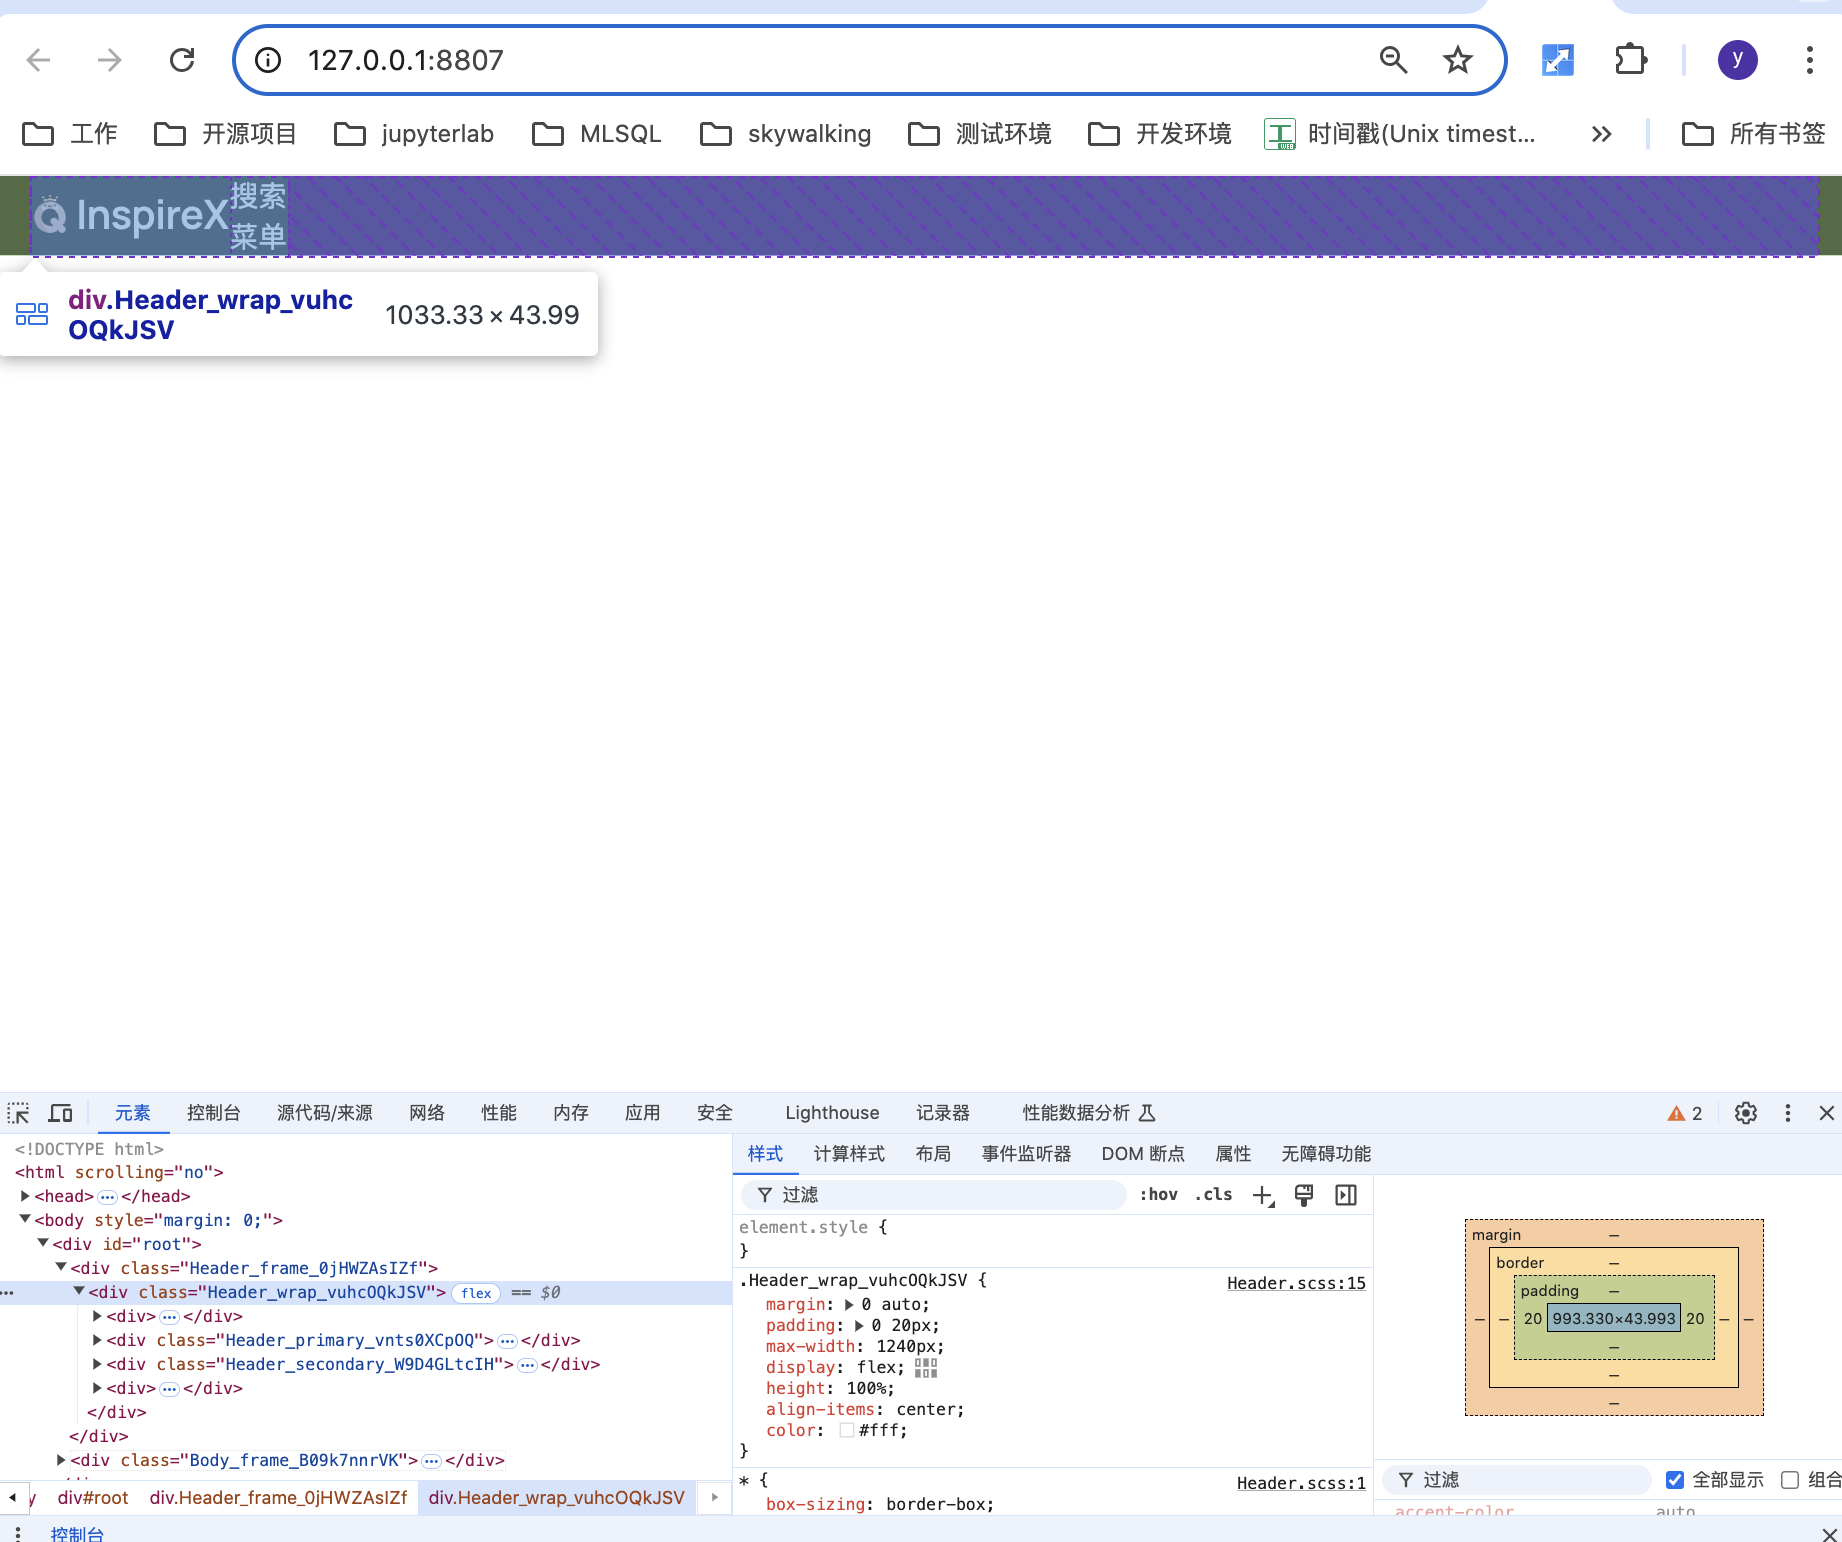 127.0.0.1:8807
y
工作
开源项目
jupyterlab
MLSQL
skywalking
测试环境
开发环境
时间戳(Unix timest...
所有书签
InspireX
搜索
菜单
div.Header_wrap_vuhc
OQkJSV
1033.33 × 43.99
元素
控制台
源代码/来源
网络
性能
内存
应用
安全
Lighthouse
记录器
性能数据分析
2
<!DOCTYPE html>
<html scrolling="no">
<head>…</head>
<body style="margin: 0;">
<div id="root">
<div class="Header_frame_0jHWZAsIZf">
<div class="Header_wrap_vuhcOQkJSV"> flex == $0
<div>…</div>
<div class="Header_primary_vnts0XCpOQ">…</div>
<div class="Header_secondary_W9D4GLtcIH">…</div>
<div>…</div>
</div>
</div>
<div class="Body_frame_B09k7nnrVK">…</div>
y div#root div.Header_frame_0jHWZAsIZf div.Header_wrap_vuhcOQkJSV
样式
计算样式
布局
事件监听器
DOM 断点
属性
无障碍功能
过滤
:hov .cls
element.style {
}
.Header_wrap_vuhcOQkJSV { Header.scss:15
margin: 0 auto;
padding: 0 20px;
max-width: 1240px;
display: flex;
height: 100%;
align-items: center;
color: #fff;
}
* { Header.scss:1
box-sizing: border-box;
margin –
border –
padding –
– – 20 993.330×43.993 20 – –
–
–
–
过滤
全部显示
组合
accent-color auto
控制台